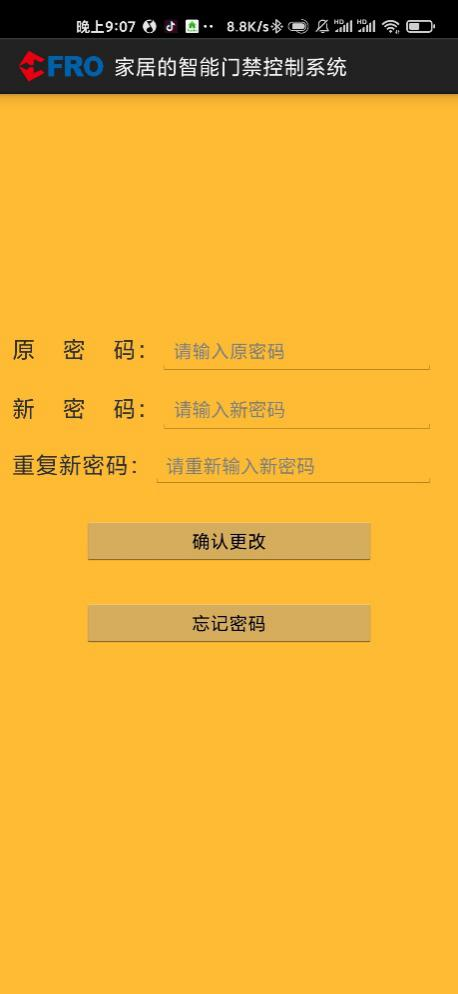 晚上9:07 8.8K/s HD HD
FRO 家居的智能门禁控制系统
原 密 码： 请输入原密码
新 密 码： 请输入新密码
重复新密码： 请重新输入新密码
确认更改
忘记密码